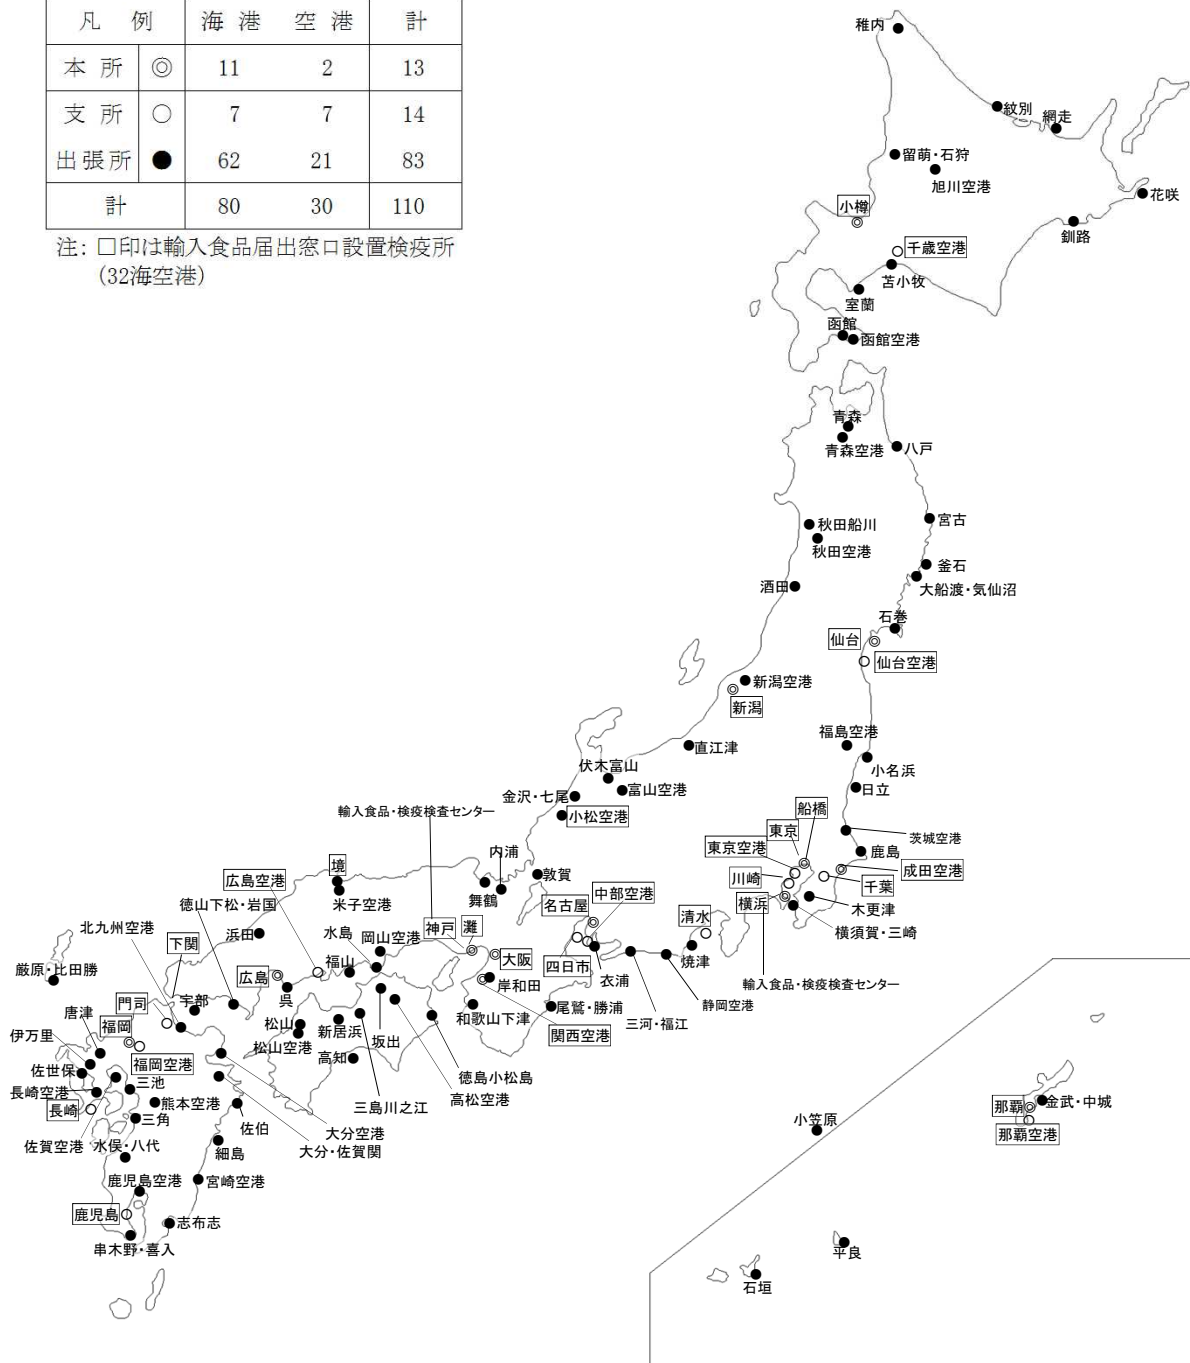 凡 例 海 港 空 港 計
本 所 ◎ 11 2 13
支 所 ○ 7 7 14
出張所 ● 62 21 83
計 80 30 110
注: □印は輸入食品届出窓口設置検疫所
(32海空港)
稚内
紋別
網走
留萌・石狩
旭川空港
花咲
小樽
釧路
千歳空港
苫小牧
室蘭
函館
函館空港
青森
青森空港
八戸
秋田船川
宮古
秋田空港
釜石
酒田
大船渡・気仙沼
石巻
仙台
仙台空港
新潟空港
新潟
福島空港
直江津
小名浜
伏木富山
富山空港
日立
金沢・七尾
船橋
小松空港
輸入食品・検疫検査センター
東京
茨城空港
東京空港
鹿島
内浦
境
敦賀
成田空港
広島空港
川崎
千葉
舞鶴
米子空港
中部空港
徳山下松・岩国
名古屋
横浜
木更津
清水
北九州空港
浜田
水島
岡山空港
神戸
灘
横須賀・三崎
下関
大阪
焼津
厳原・比田勝
広島
福山
四日市
衣浦
岸和田
輸入食品・検疫検査センター
呉
静岡空港
門司
宇部
唐津
尾鷲・勝浦
和歌山下津
三河・福江
福岡
松山
新居浜
関西空港
伊万里
松山空港
坂出
福岡空港
高知
佐世保
徳島小松島
三池
長崎空港
高松空港
熊本空港
三島川之江
長崎
三角
那覇
金武・中城
佐伯
小笠原
大分空港
那覇空港
佐賀空港
水俣・八代
大分・佐賀関
細島
鹿児島空港
宮崎空港
鹿児島
志布志
串木野・喜入
平良
石垣